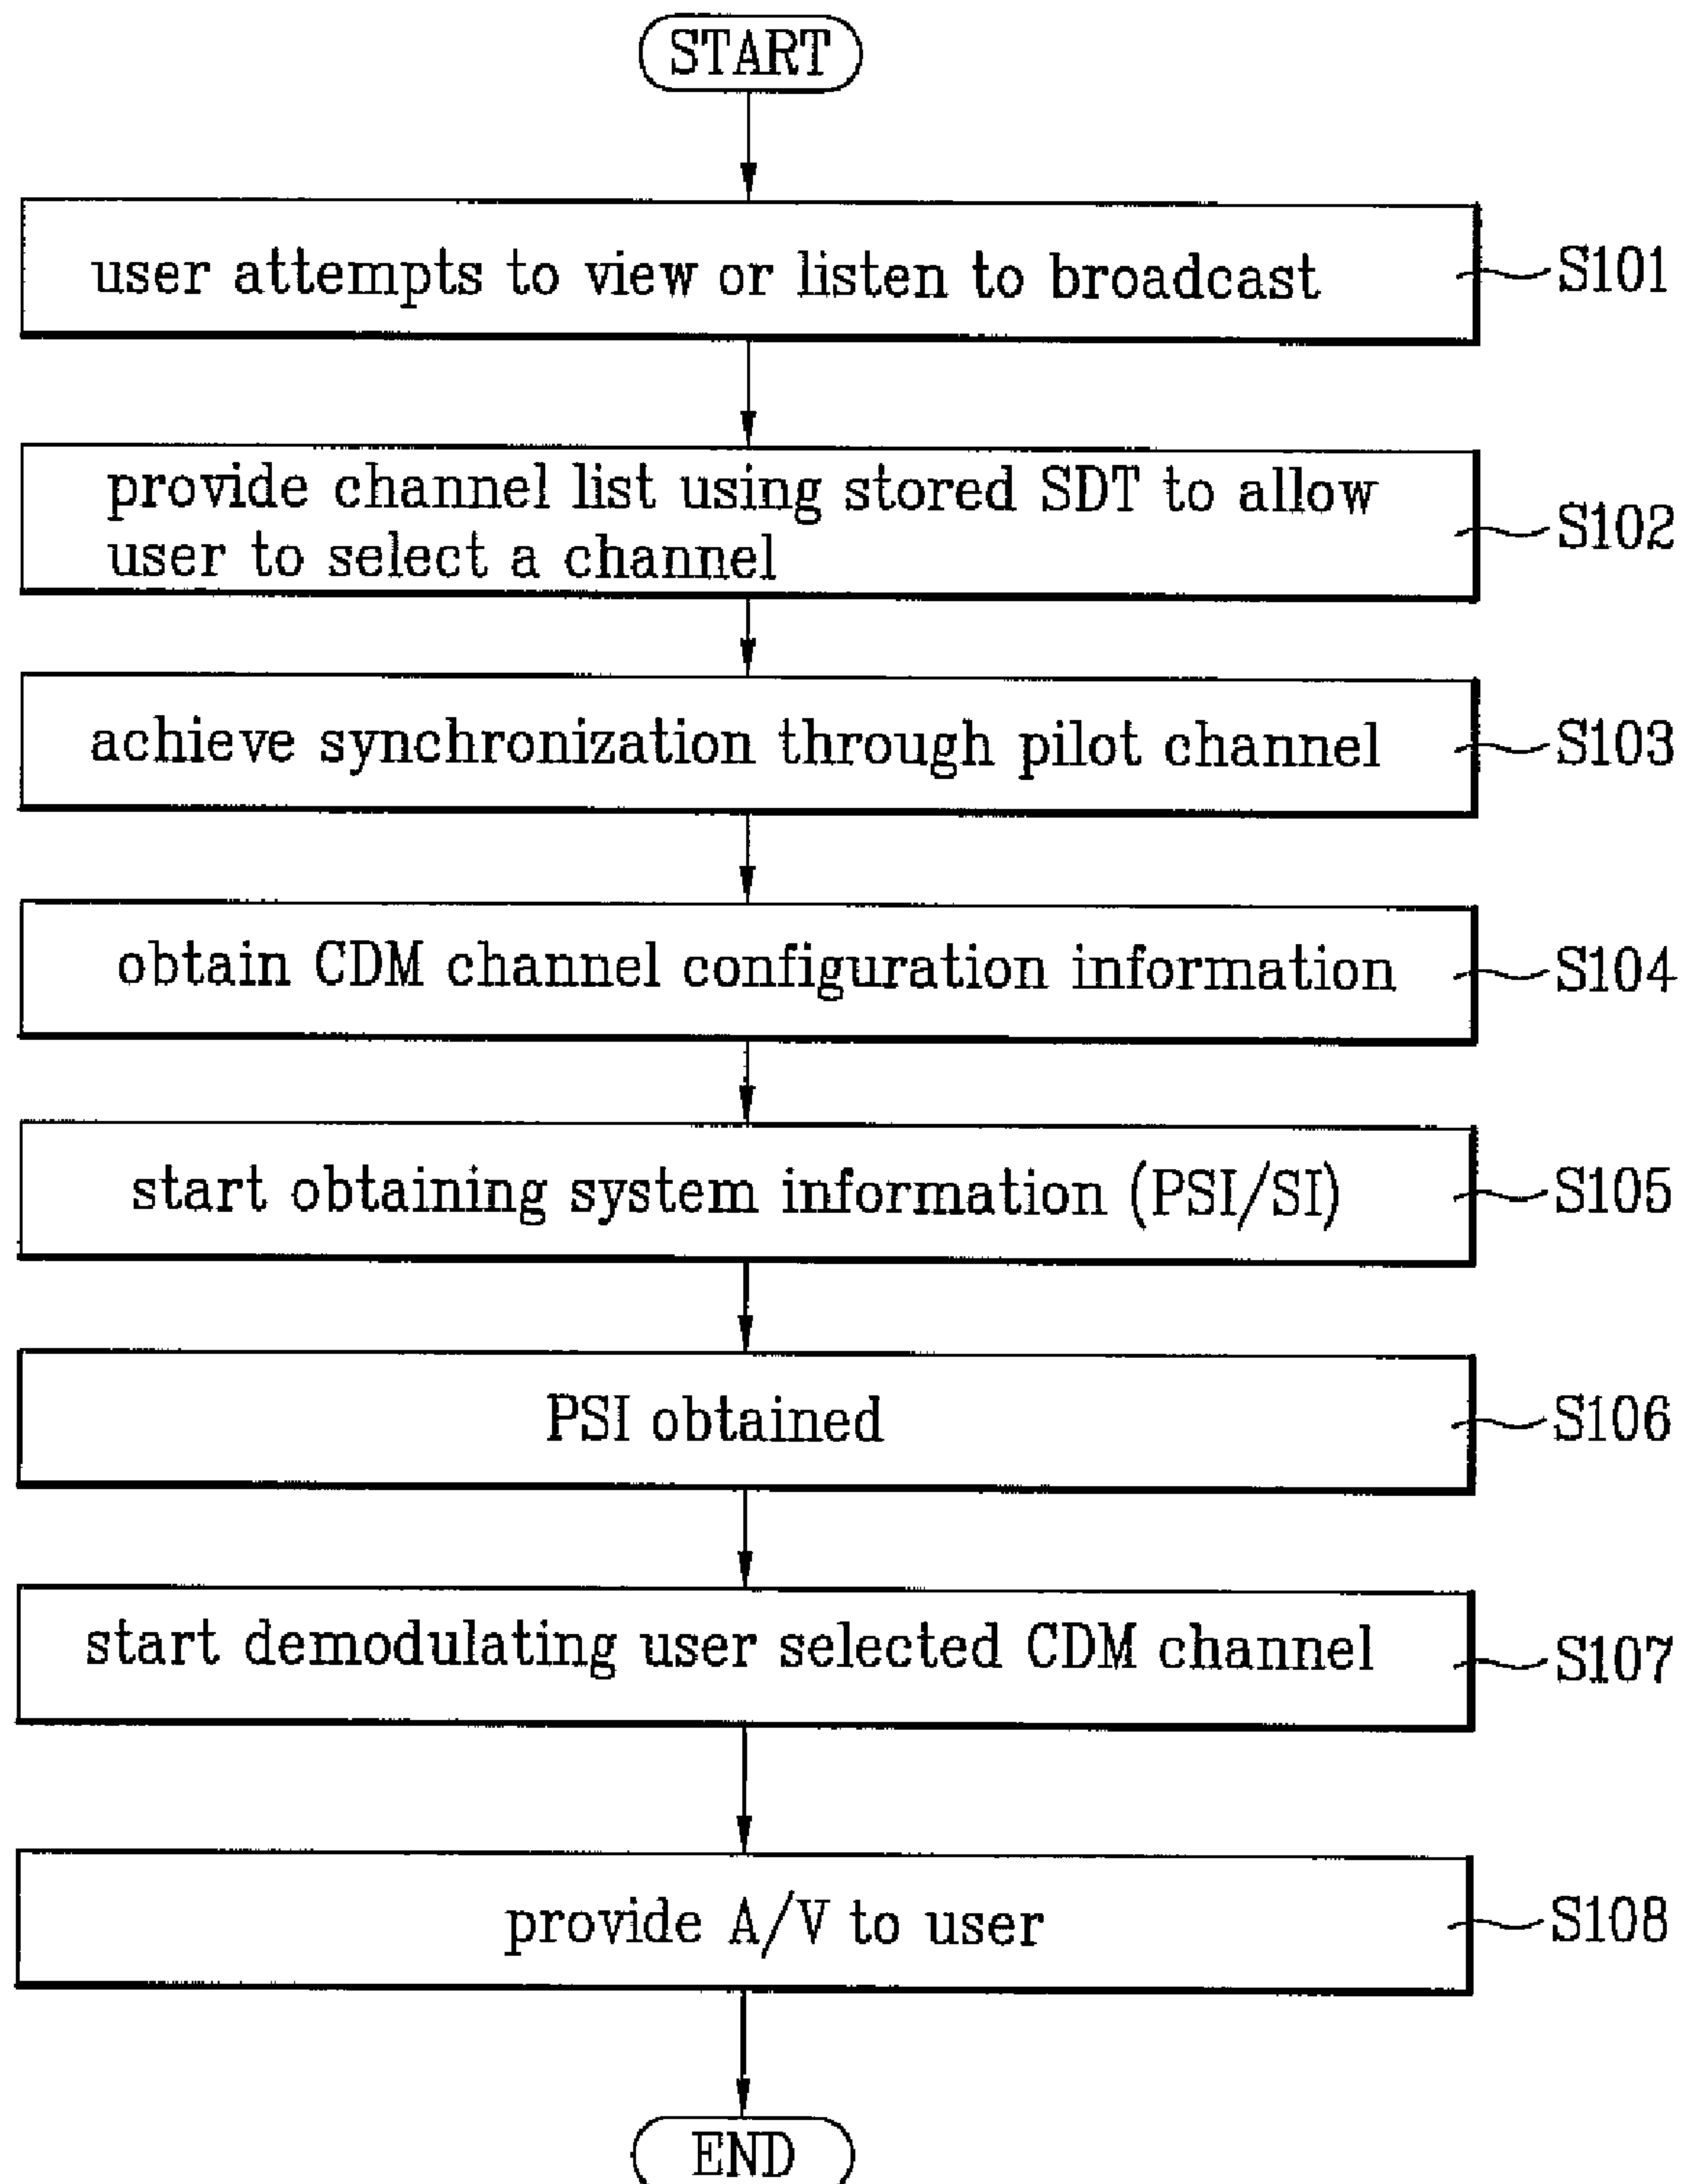 START
user attempts to view or listen to broadcast
S101
provide channel list using stored SDT to allow
user to select a channel
S102
achieve synchronization through pilot channel
S103
obtain CDM channel configuration information
S104
start obtaining system information (PSI/SI)
S105
PSI obtained
S106
start demodulating user selected CDM channel
S107
provide A/V to user
S108
END